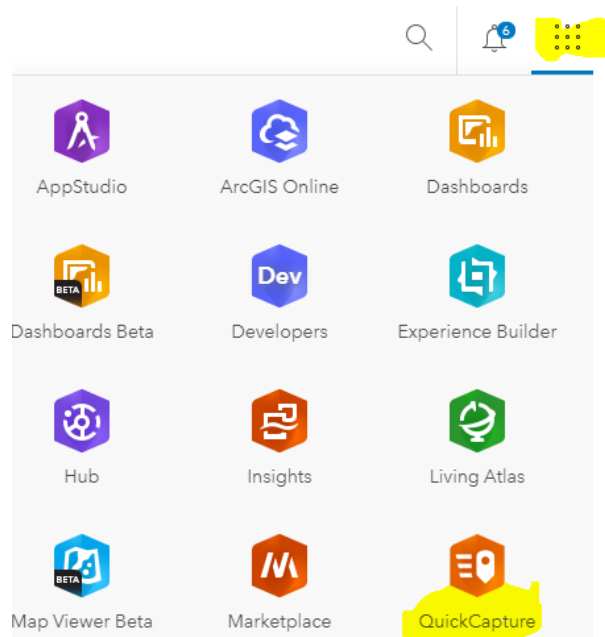 6
AppStudio
ArcGIS Online
Dashboards
BETA
Dev
Dashboards Beta
Developers
Experience Builder
Hub
Insights
Living Atlas
BETA
Map Viewer Beta
Marketplace
QuickCapture